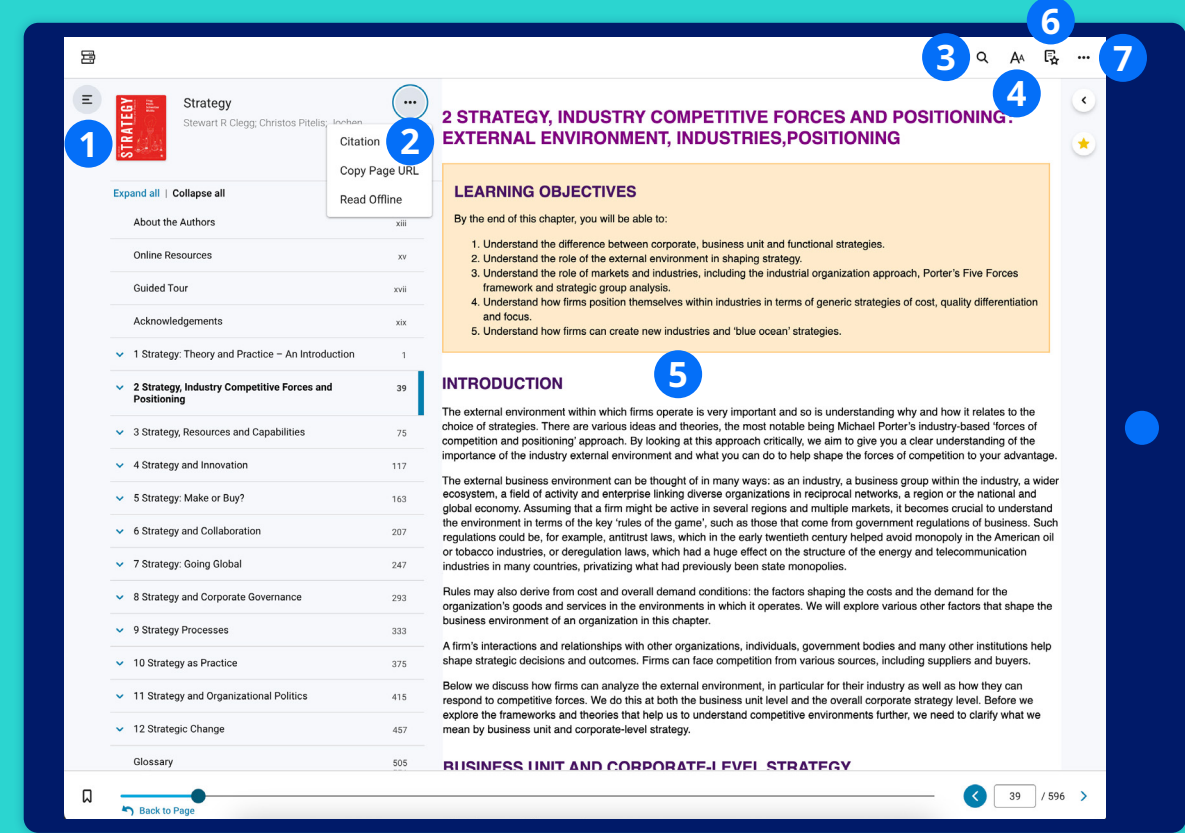 6
3
7
4
1
2
5
STRATEGY
Strategy
Stewart R Clegg; Christos Pitelis; Jochen
Citation
Copy Page URL
Read Offline
Expand all | Collapse all
About the Authors xiii
Online Resources xv
Guided Tour xvii
Acknowledgements xix
1 Strategy: Theory and Practice – An Introduction 1
2 Strategy, Industry Competitive Forces and
Positioning 39
3 Strategy, Resources and Capabilities 75
4 Strategy and Innovation 117
5 Strategy: Make or Buy? 163
6 Strategy and Collaboration 207
7 Strategy: Going Global 247
8 Strategy and Corporate Governance 293
9 Strategy Processes 333
10 Strategy as Practice 375
11 Strategy and Organizational Politics 415
12 Strategic Change 457
Glossary 505
2 STRATEGY, INDUSTRY COMPETITIVE FORCES AND POSITIONING:
EXTERNAL ENVIRONMENT, INDUSTRIES,POSITIONING
LEARNING OBJECTIVES
By the end of this chapter, you will be able to:
1. Understand the difference between corporate, business unit and functional strategies.
2. Understand the role of the external environment in shaping strategy.
3. Understand the role of markets and industries, including the industrial organization approach, Porter's Five Forces
framework and strategic group analysis.
4. Understand how firms position themselves within industries in terms of generic strategies of cost, quality differentiation
and focus.
5. Understand how firms can create new industries and 'blue ocean' strategies.
INTRODUCTION
The external environment within which firms operate is very important and so is understanding why and how it relates to the
choice of strategies. There are various ideas and theories, the most notable being Michael Porter's industry-based 'forces of
competition and positioning' approach. By looking at this approach critically, we aim to give you a clear understanding of the
importance of the industry external environment and what you can do to help shape the forces of competition to your advantage.
The external business environment can be thought of in many ways: as an industry, a business group within the industry, a wider
ecosystem, a field of activity and enterprise linking diverse organizations in reciprocal networks, a region or the national and
global economy. Assuming that a firm might be active in several regions and multiple markets, it becomes crucial to understand
the environment in terms of the key 'rules of the game', such as those that come from government regulations of business. Such
regulations could be, for example, antitrust laws, which in the early twentieth century helped avoid monopoly in the American oil
or tobacco industries, or deregulation laws, which had a huge effect on the structure of the energy and telecommunication
industries in many countries, privatizing what had previously been state monopolies.
Rules may also derive from cost and overall demand conditions: the factors shaping the costs and the demand for the
organization's goods and services in the environments in which it operates. We will explore various other factors that shape the
business environment of an organization in this chapter.
A firm's interactions and relationships with other organizations, individuals, government bodies and many other institutions help
shape strategic decisions and outcomes. Firms can face competition from various sources, including suppliers and buyers.
Below we discuss how firms can analyze the external environment, in particular for their industry as well as how they can
respond to competitive forces. We do this at both the business unit level and the overall corporate strategy level. Before we
explore the frameworks and theories that help us to understand competitive environments further, we need to clarify what we
mean by business unit and corporate-level strategy.
BUSINESS UNIT AND CORPORATE-LEVEL STRATEGY
Back to Page
39 / 596